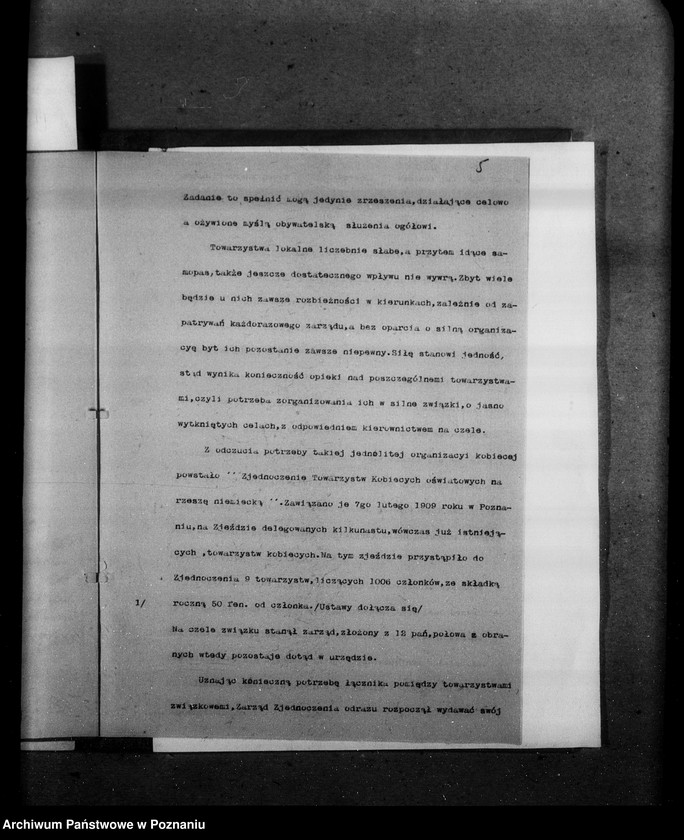 5
Zadanie to spełnić mogą jedynie zrzeszenia,działające celowo
a ożywione myślą obywatelską służenia ogółowi.
Towarzystwa lokalne liczebnie słabe,a przytem idące sa-
mopas,także jeszcze dostatecznego wpływu nie wywrą.Zbyt wiele
będzie u nich zawsze rozbieżności w kierunkach,zależnie od za-
patrywań każdorazowego zarządu,a bez oparcia o silną organiza-
cyę byt ich pozostanie zawsze niepewny.Siłę stanowi jedność,
stąd wynika konieczność opieki nad poszczególnemi towarzystwa-
mi,czyli potrzeba zorganizowania ich w silne związki,o jasno
wytkniętych celach,z odpowiedniem kierownictwem na czele.
Z odczucia potrzeby takiej jednolitej organizacyi kobiecej
powstało '' Zjednoczenie Towarzystw Kobiecych oświatowych na
rzeszę niemiecką ''.Zawiązano je 7go lutego 1909 roku w Pozna-
niu,na Zjeździe delegowanych kilkunastu,wówczas już istnieją-
cych ,towarzystw kobiecych.Na tym zjeździe przystąpiło do
Zjednoczenia 9 towarzystw,liczących 1006 członków,ze składką
1/ roczną 50 fen. od członka./Ustawy dołącza się/
Na czele związku stanął zarząd,złożony z 12 pań,połowa z obra-
nych wtedy pozostaje dotąd w urzędzie.
Uznając konieczną potrzebę łącznika pomiędzy towarzystwami
związkowemi,Zarząd Zjednoczenia odrazu rozpoczął wydawać swój
Archiwum Państwowe w Poznaniu